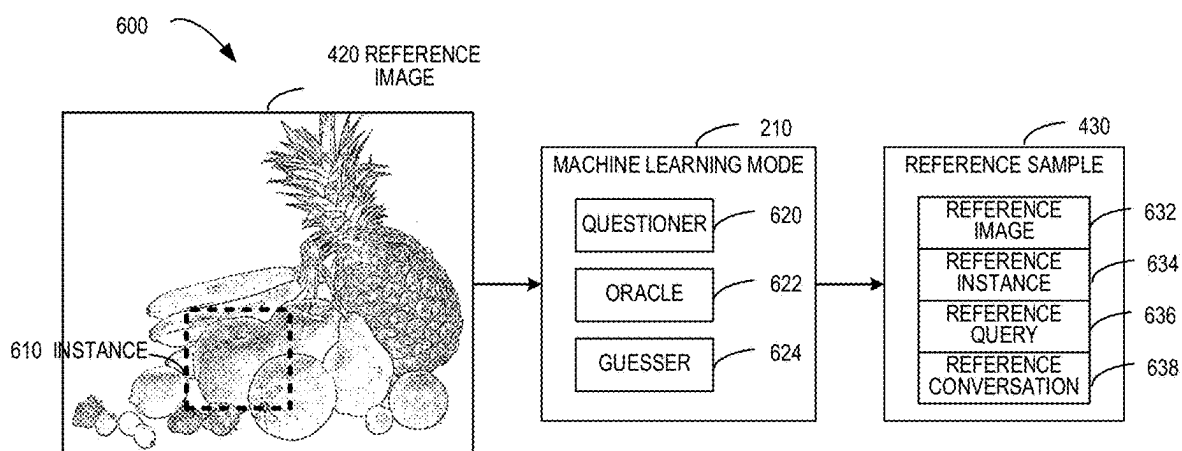 600
420 REFERENCE
IMAGE
610 INSTANCE
210
MACHINE LEARNING MODE
QUESTIONER
620
ORACLE
622
GUESSER
624
430
REFERENCE SAMPLE
REFERENCE
IMAGE
632
REFERENCE
INSTANCE
634
REFERENCE
QUERY
636
REFERENCE
CONVERSATION
638